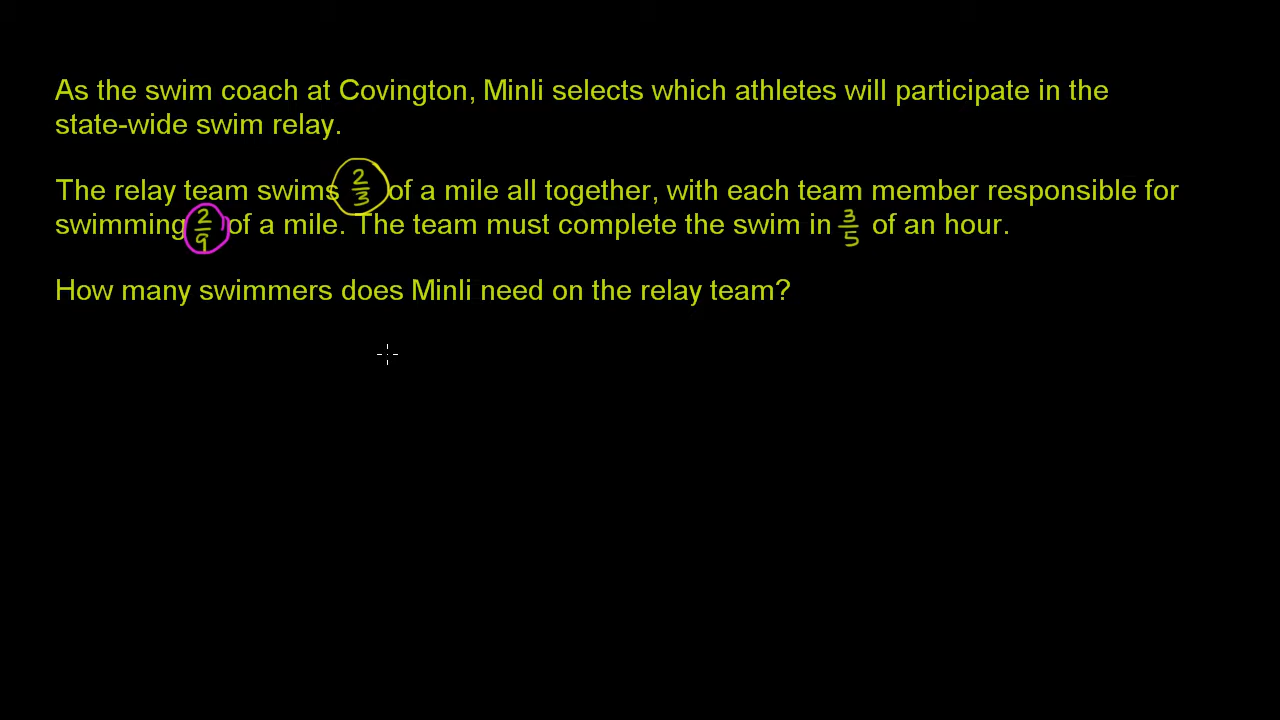 As the swim coach at Covington, Minli selects which athletes will participate in the
state-wide swim relay.
The relay team swims 2/3 of a mile all together, with each team member responsible for
swimming 2/9 of a mile. The team must complete the swim in 3/5 of an hour.
How many swimmers does Minli need on the relay team?